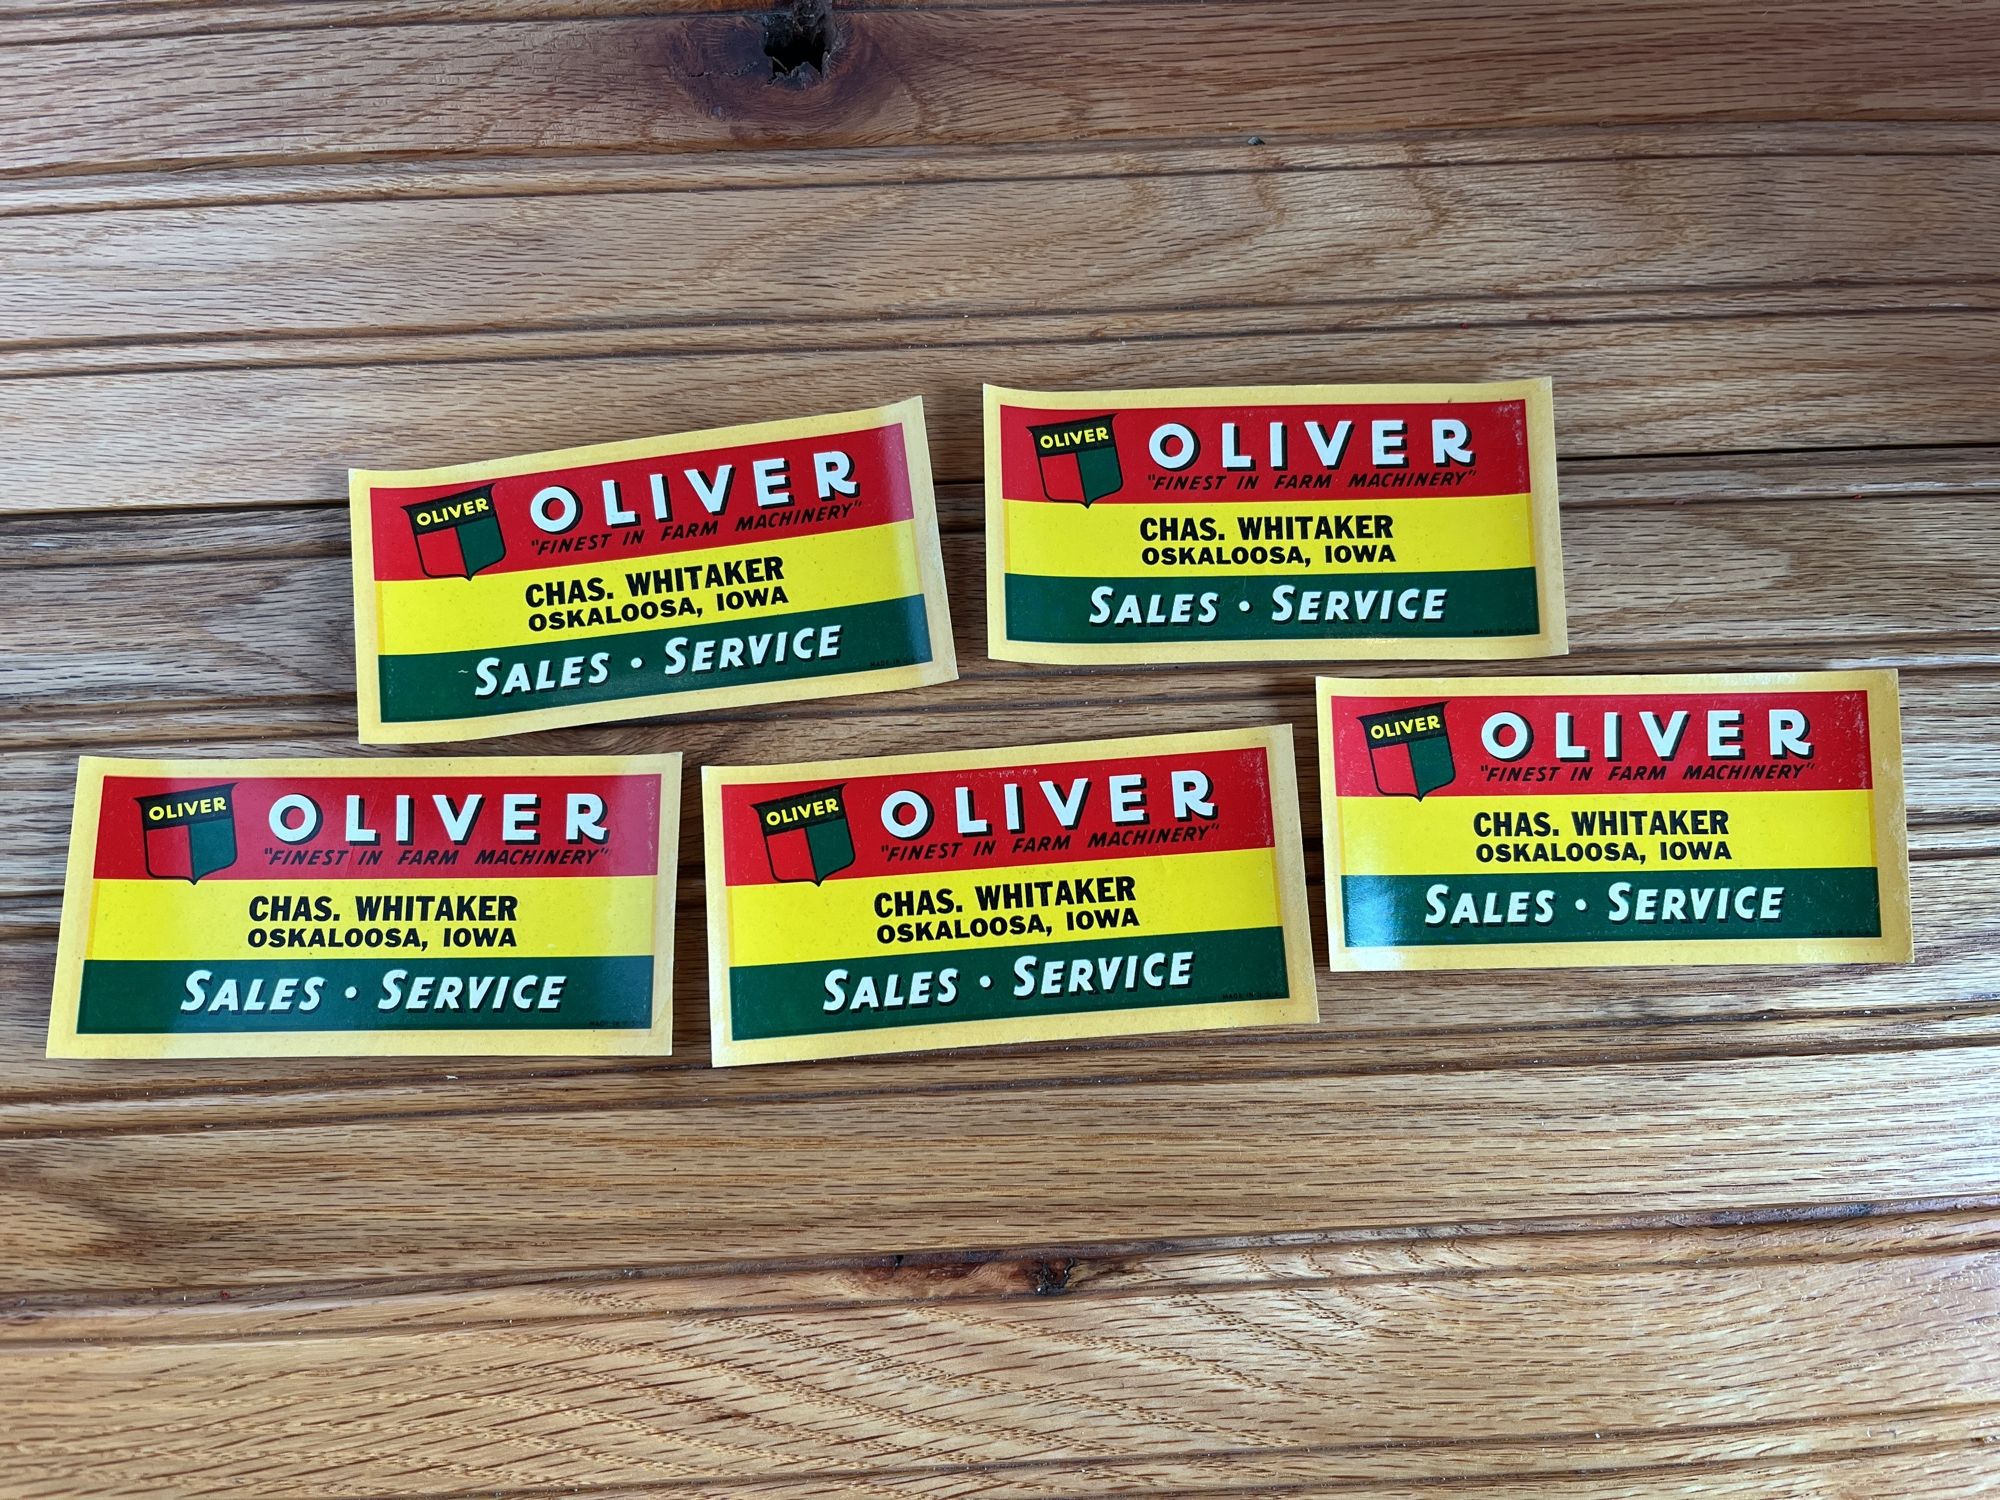 OLIVER
OLIVER
"FINEST IN FARM MACHINERY"
CHAS. WHITAKER
OSKALOOSA, IOWA
SALES • SERVICE
OLIVER
OLIVER
"FINEST IN FARM MACHINERY"
CHAS. WHITAKER
OSKALOOSA, IOWA
SALES • SERVICE
OLIVER
OLIVER
"FINEST IN FARM MACHINERY"
CHAS. WHITAKER
OSKALOOSA, IOWA
SALES • SERVICE
OLIVER
OLIVER
"FINEST IN FARM MACHINERY"
CHAS. WHITAKER
OSKALOOSA, IOWA
SALES • SERVICE
OLIVER
OLIVER
"FINEST IN FARM MACHINERY"
CHAS. WHITAKER
OSKALOOSA, IOWA
SALES • SERVICE